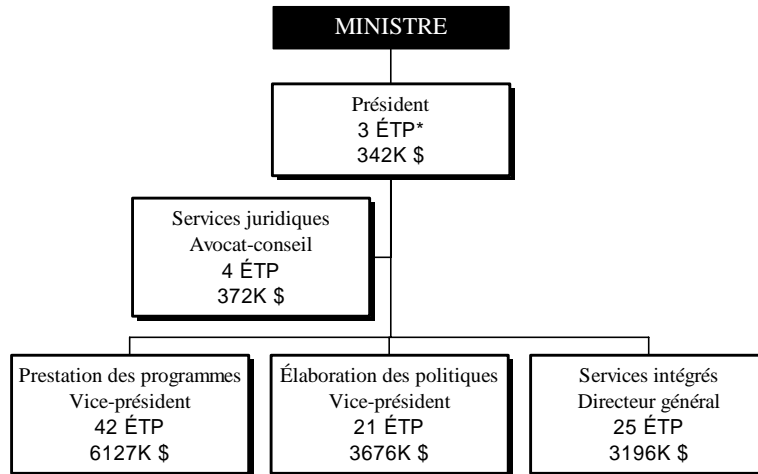 MINISTRE
Président
3 ÉTP*
342K $
Services juridiques
Avocat-conseil
4 ÉTP
372K $
Prestation des programmes
Vice-président
42 ÉTP
6127K $
Élaboration des politiques
Vice-président
21 ÉTP
3676K $
Services intégrés
Directeur général
25 ÉTP
3196K $